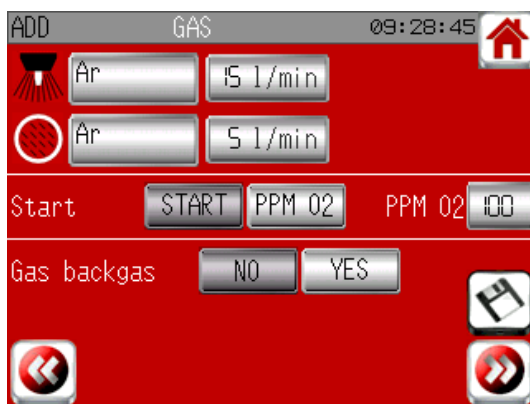 ADD GAS 09:28:45
Ar 15 l/min
Ar 5 l/min
Start START PPM O2 PPM O2 100
Gas backgas NO YES